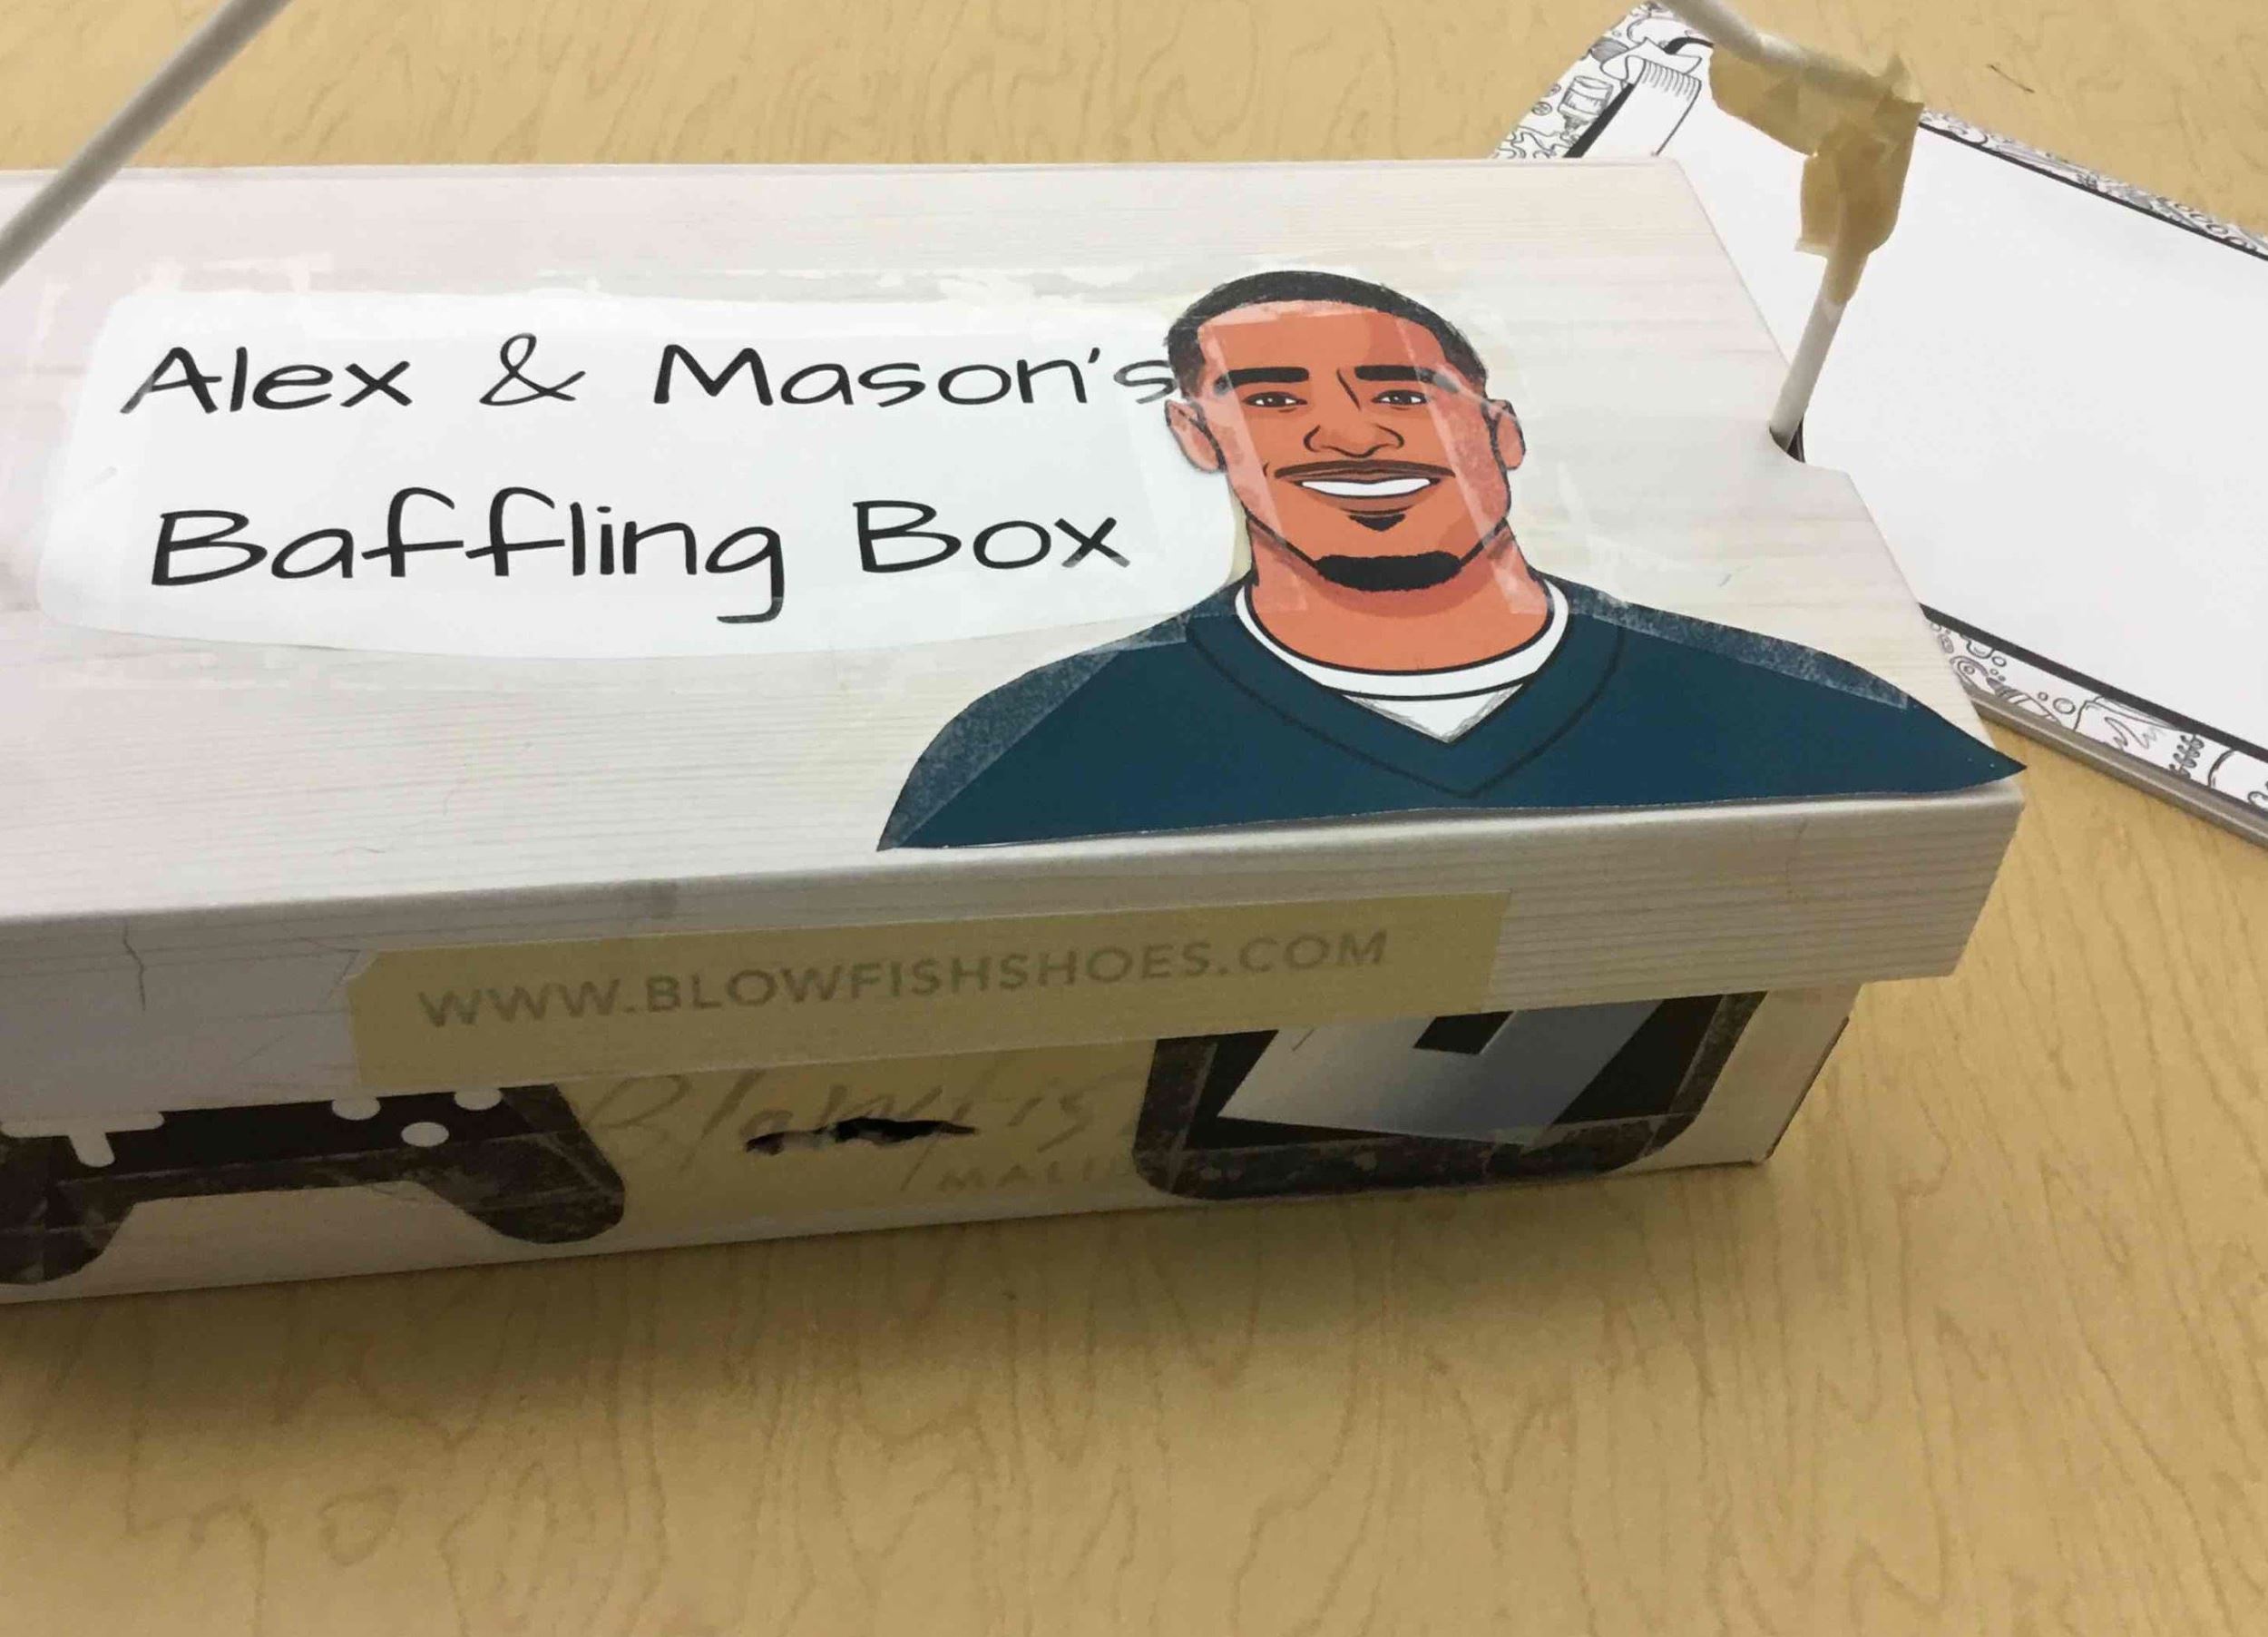 Alex & Mason's
Baffling Box
WWW.BLOWFISHSHOES.COM